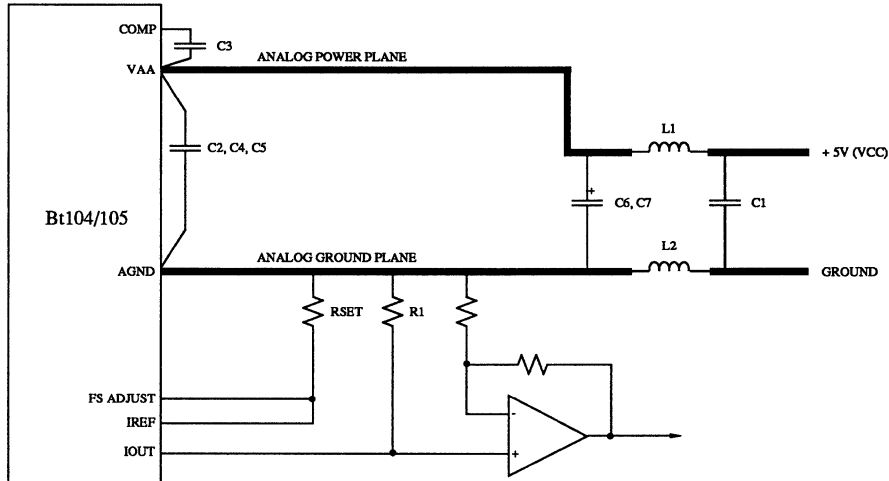 COMP
C3
ANALOG POWER PLANE
VAA
L1
+ 5V (VCC)
C2, C4, C5
+
C6, C7
C1
Bt104/105
L2
ANALOG GROUND PLANE
AGND
GROUND
RSET
R1
FS ADJUST
-
IREF
IOUT
+